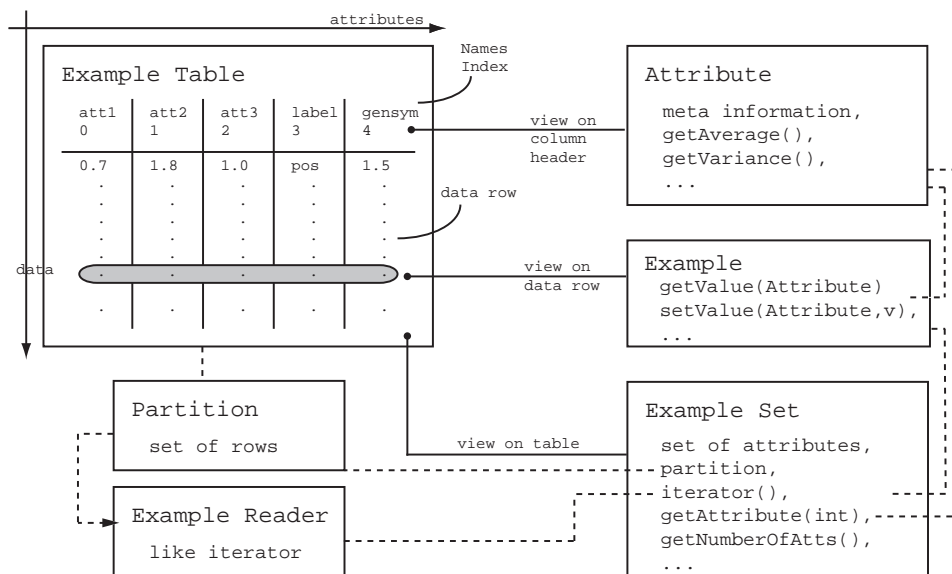 attributes
Names
Index
Example Table
att1 att2 att3 label gensym
0 1 2 3 4
0.7 1.8 1.0 pos 1.5
data row
data
view on
column
header
Attribute
meta information,
getAverage(),
getVariance(),
...
view on
data row
Example
getValue(Attribute)
setValue(Attribute,v),
...
Partition
set of rows
view on table
Example Set
set of attributes,
partition,
iterator(),
getAttribute(int),
getNumberOfAtts(),
...
Example Reader
like iterator